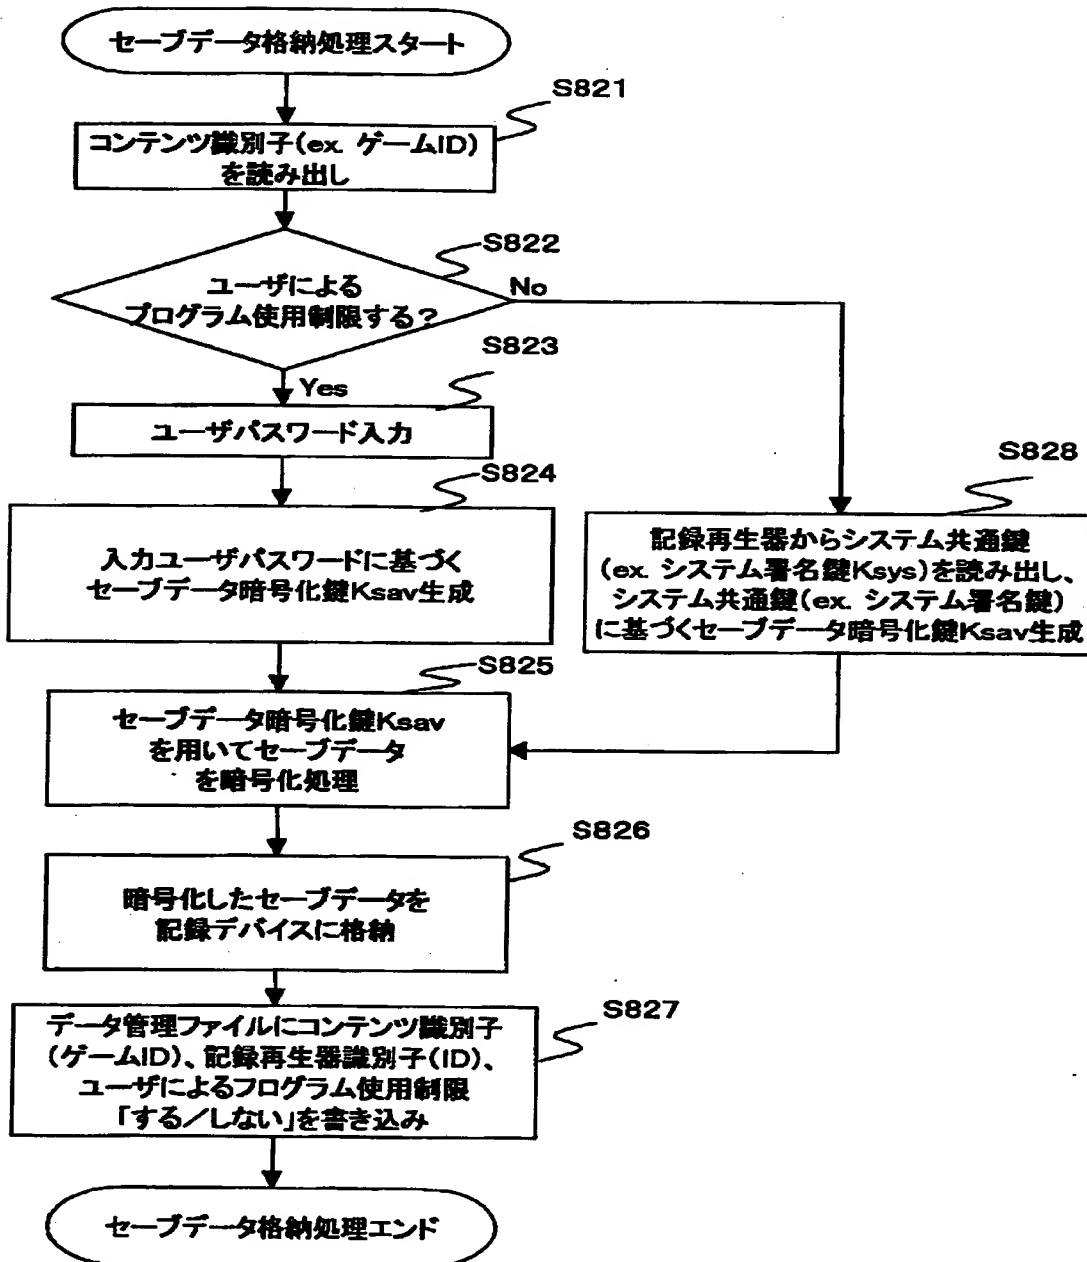 セーブデータ格納処理スタート
S821
コンテンツ識別子(ex. ゲームID)
を読み出し
S822
ユーザによる
プログラム使用制限する?
No
Yes
S823
ユーザパスワード入力
S824
入力ユーザパスワードに基づく
セーブデータ暗号化鍵Ksav生成
S828
記録再生器からシステム共通鍵
(ex. システム署名鍵Ksys)を読み出し、
システム共通鍵(ex. システム署名鍵)
に基づくセーブデータ暗号化鍵Ksav生成
S825
セーブデータ暗号化鍵Ksav
を用いてセーブデータ
を暗号化処理
S826
暗号化したセーブデータを
記録デバイスに格納
S827
データ管理ファイルにコンテンツ識別子
(ゲームID)、記録再生器識別子(ID)、
ユーザによるプログラム使用制限
「する/しない」を書き込み
セーブデータ格納処理エンド